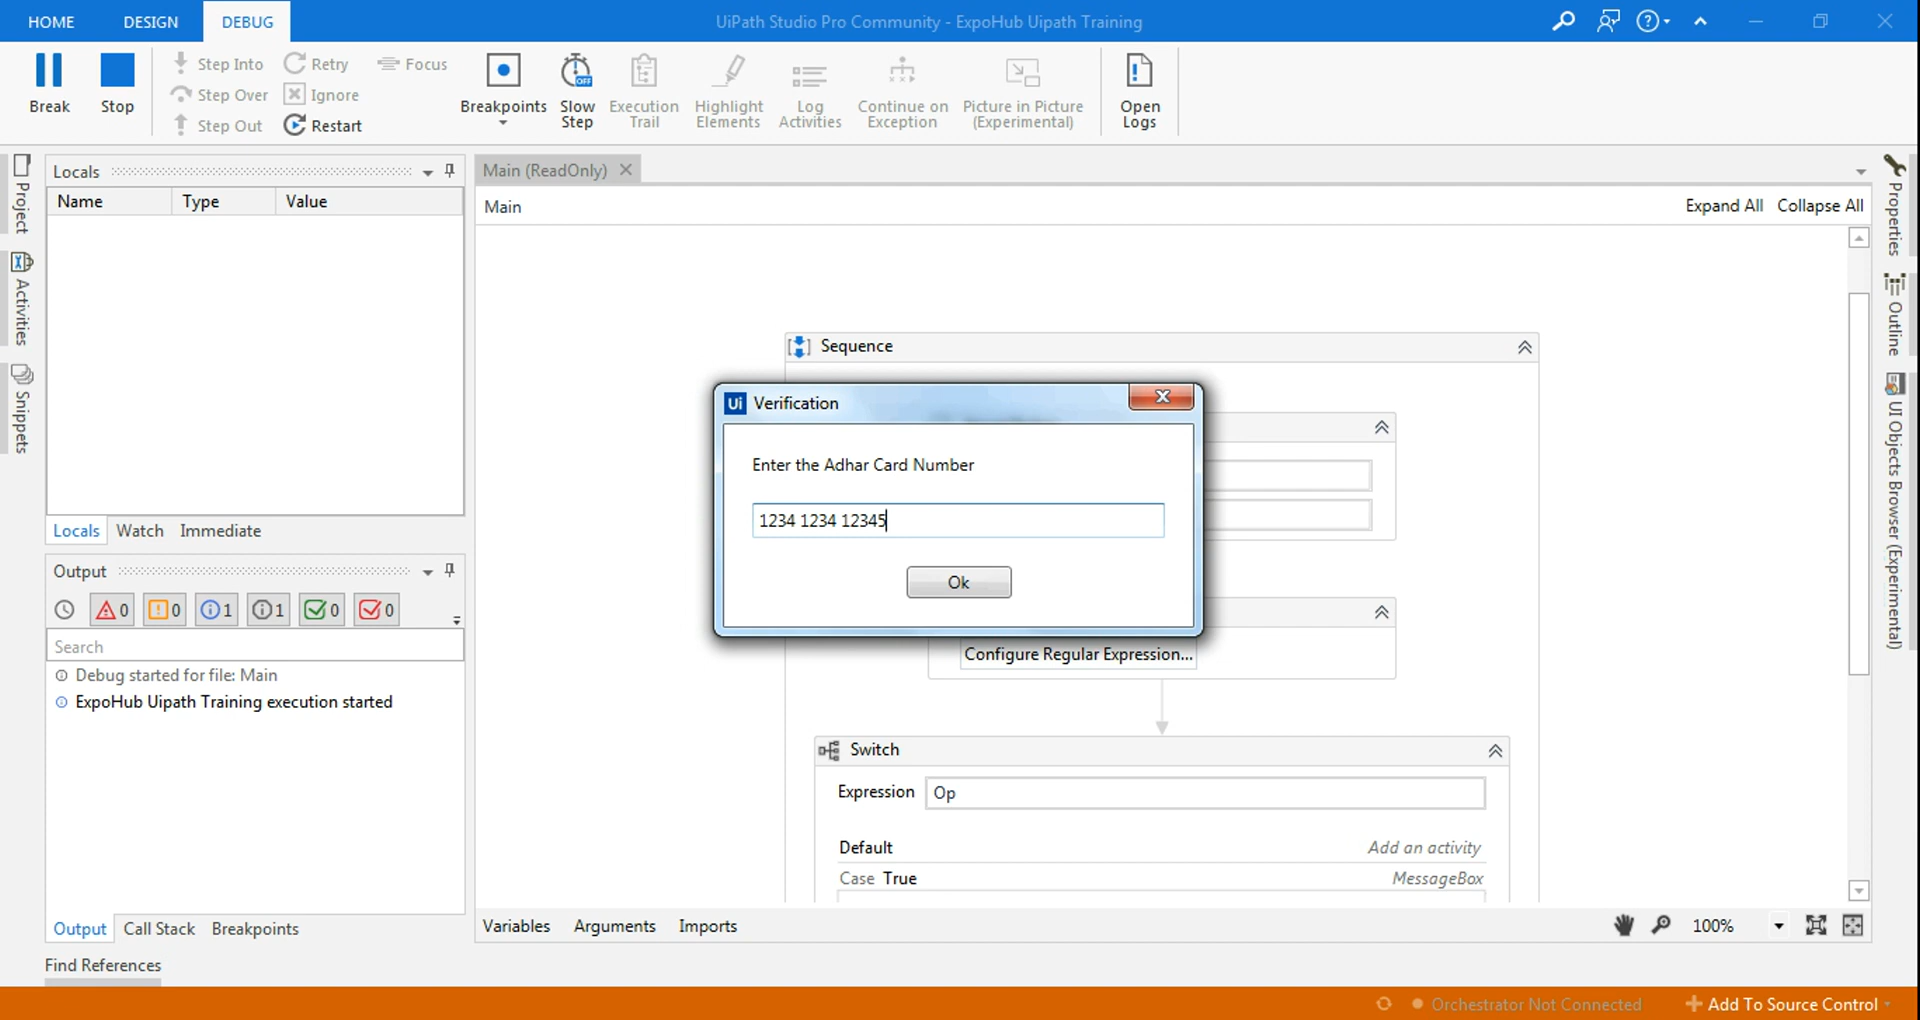 HOME DESIGN DEBUG UiPath Studio Pro Community - ExpoHub Uipath Training
Break Stop
Step Into Retry Focus
Step Over Ignore
Step Out Restart
Breakpoints Slow Step OFF Execution Trail Highlight Elements Log Activities Continue on Exception Picture in Picture (Experimental) Open Logs
Project
Activities
Snippets
Locals
Name Type Value
Locals Watch Immediate
Output
0 0 1 1 0 0
Search
Debug started for file: Main
ExpoHub Uipath Training execution started
Output Call Stack Breakpoints
Find References
Main (ReadOnly)
Main Expand All Collapse All
Sequence
Ui Verification
Enter the Adhar Card Number
1234 1234 12345
Ok
Configure Regular Expression...
Switch
Expression Op
Default Add an activity
Case True MessageBox
Variables Arguments Imports 100%
Properties
Outline
UI Objects Browser (Experimental)
Orchestrator Not Connected Add To Source Control